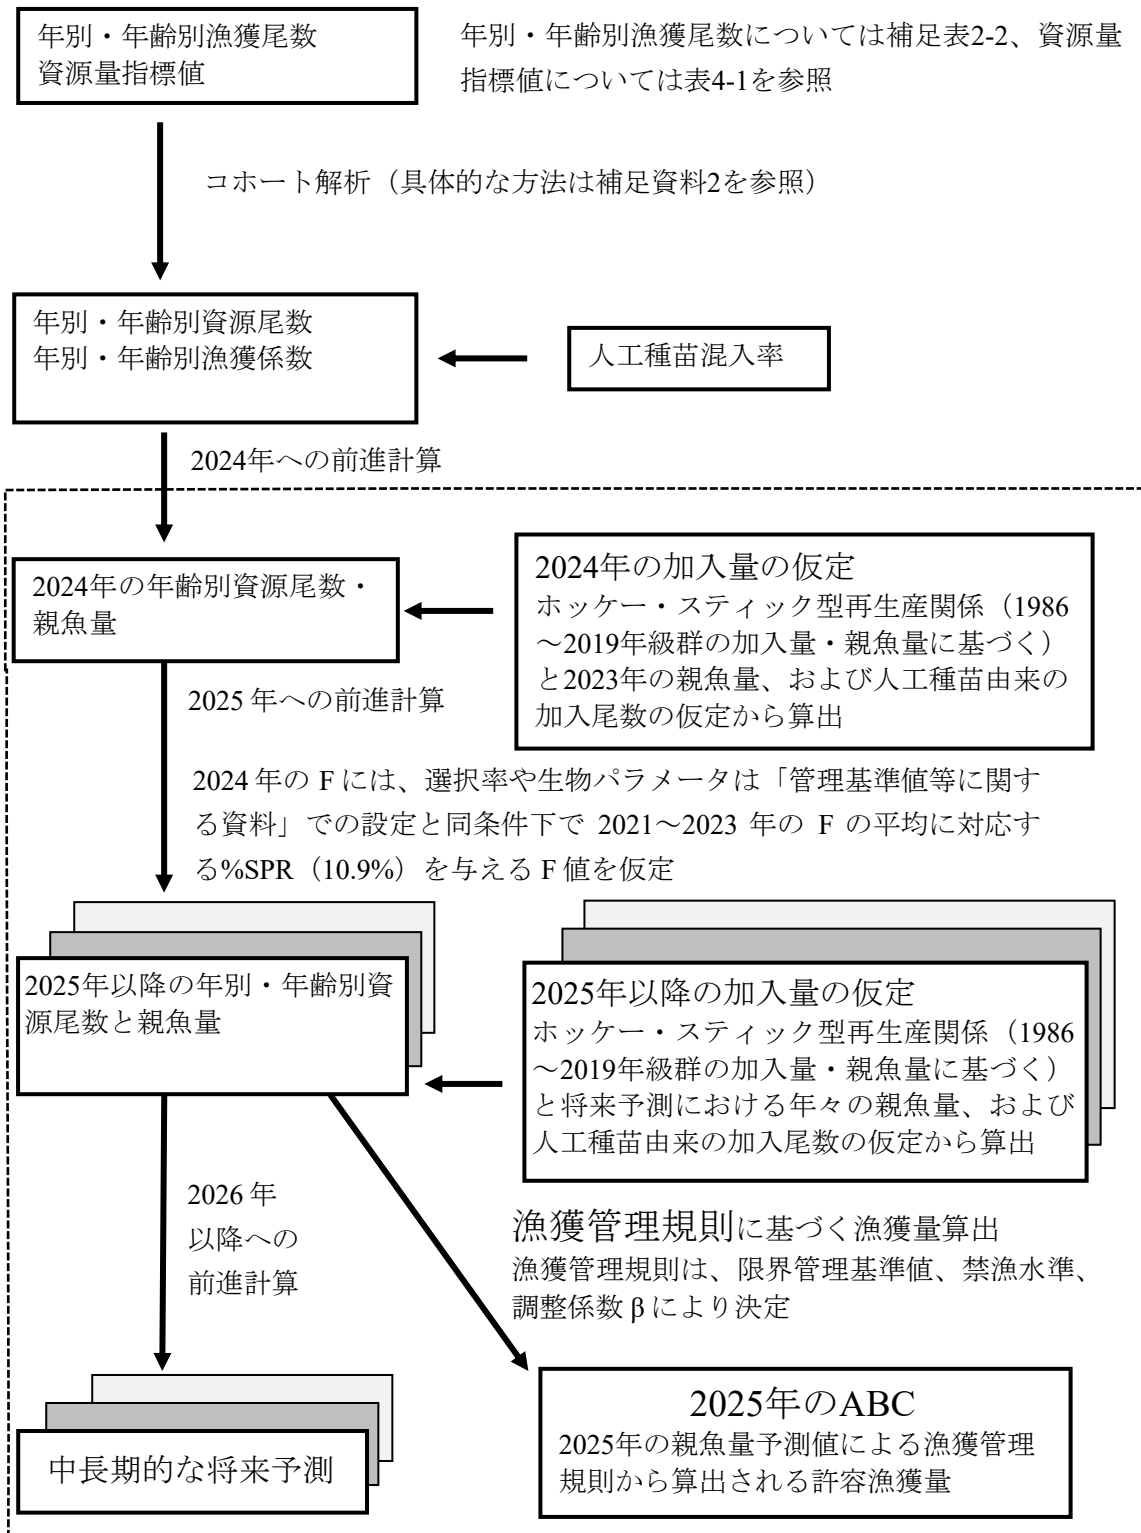 年別・年齢別漁獲尾数
資源量指標値
年別・年齢別漁獲尾数については補足表2-2、資源量
指標値については表4-1を参照
コホート解析（具体的な方法は補足資料2を参照）
年別・年齢別資源尾数
年別・年齢別漁獲係数
人工種苗混入率
2024年への前進計算
2024年の年齢別資源尾数・
親魚量
2024年の加入量の仮定
ホッケー・スティック型再生産関係（1986
～2019年級群の加入量・親魚量に基づく）
と2023年の親魚量、および人工種苗由来の
加入尾数の仮定から算出
2025 年への前進計算
2024 年の F には、選択率や生物パラメータは「管理基準値等に関す
る資料」での設定と同条件下で 2021～2023 年の F の平均に対応す
る%SPR（10.9%）を与える F 値を仮定
2025年以降の年別・年齢別資
源尾数と親魚量
2025年以降の加入量の仮定
ホッケー・スティック型再生産関係（1986
～2019年級群の加入量・親魚量に基づく）
と将来予測における年々の親魚量、および
人工種苗由来の加入尾数の仮定から算出
2026 年
以降への
前進計算
漁獲管理規則に基づく漁獲量算出
漁獲管理規則は、限界管理基準値、禁漁水準、
調整係数 β により決定
中長期的な将来予測
2025年のABC
2025年の親魚量予測値による漁獲管理
規則から算出される許容漁獲量